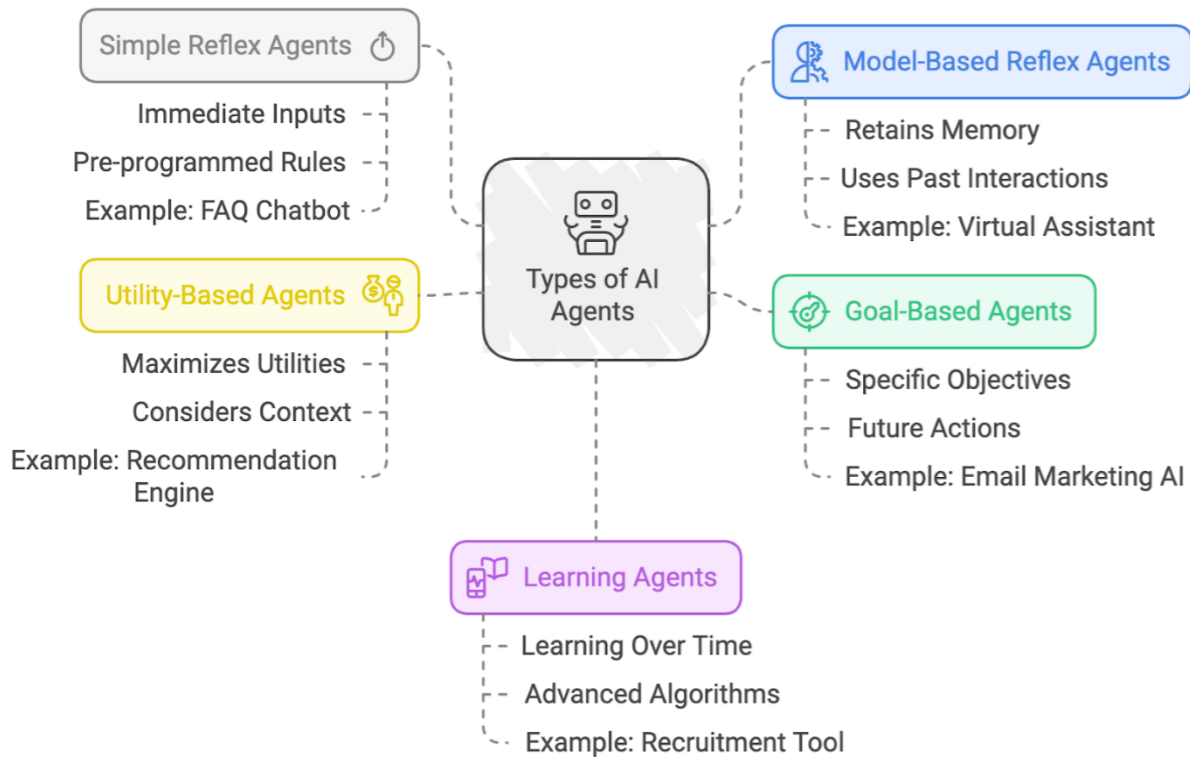 Simple Reflex Agents
Immediate Inputs
Pre-programmed Rules
Example: FAQ Chatbot
Utility-Based Agents
Maximizes Utilities
Considers Context
Example: Recommendation
Engine
Types of AI
Agents
Model-Based Reflex Agents
Retains Memory
Uses Past Interactions
Example: Virtual Assistant
Goal-Based Agents
Specific Objectives
Future Actions
Example: Email Marketing AI
Learning Agents
Learning Over Time
Advanced Algorithms
Example: Recruitment Tool